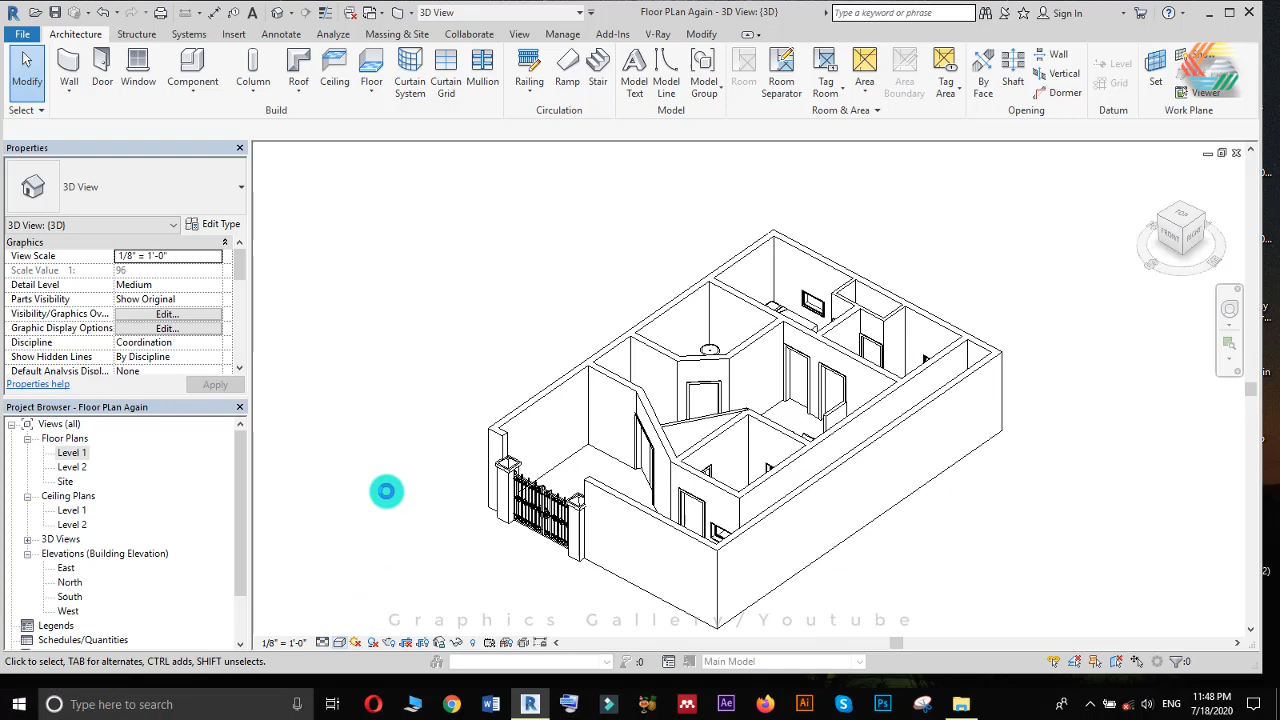 3D View
Floor PLan Again - 3D View: {3D}
Type a keyword or phrase
Sign In
File Architecture Structure Systems Insert Annotate Analyze Massing & Site Collaborate View Manage Add-Ins V-Ray Modify
Modify Wall Door Window Component Column Roof Ceiling Floor Curtain System Curtain Grid Mullion Railing Ramp Stair Model Text Model Line Model Group Room Room Separator Tag Room Area Area Boundary Tag Area By Face Shaft Wall Vertical Dormer Level Grid Set Show Viewer
Select Build Circulation Model Room & Area Opening Datum Work Plane
Properties
3D View
3D View: {3D} Edit Type
Graphics
View Scale 1/8" = 1'-0"
Scale Value 1: 96
Detail Level Medium
Parts Visibility Show Original
Visibility/Graphics Ov... Edit...
Graphic Display Options Edit...
Discipline Coordination
Show Hidden Lines By Discipline
Default Analysis Displ... None
Properties help Apply
Project Browser - Floor PLan Again
Views (all)
Floor Plans
Level 1
Level 2
Site
Ceiling Plans
Level 1
Level 2
3D Views
Elevations (Building Elevation)
East
North
South
West
Legends
Schedules/Quantities
TOP
FRONT
RIGHT
Graphics Gallery/Youtube
1/8" = 1'-0"
Click to select, TAB for alternates, CTRL adds, SHIFT unselects.
:0
Main Model
:0
Type here to search
ENG
11:48 PM
7/18/2020